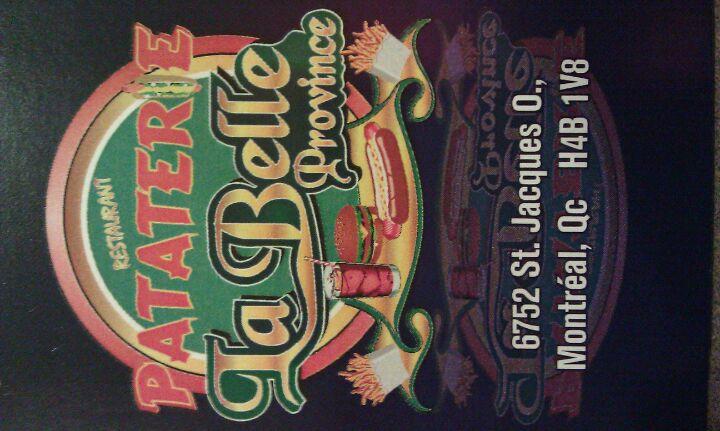 RESTAURANT
PATATERIE
La Belle
Province
6752 St. Jacques O.,
Montréal, Qc H4B 1V8